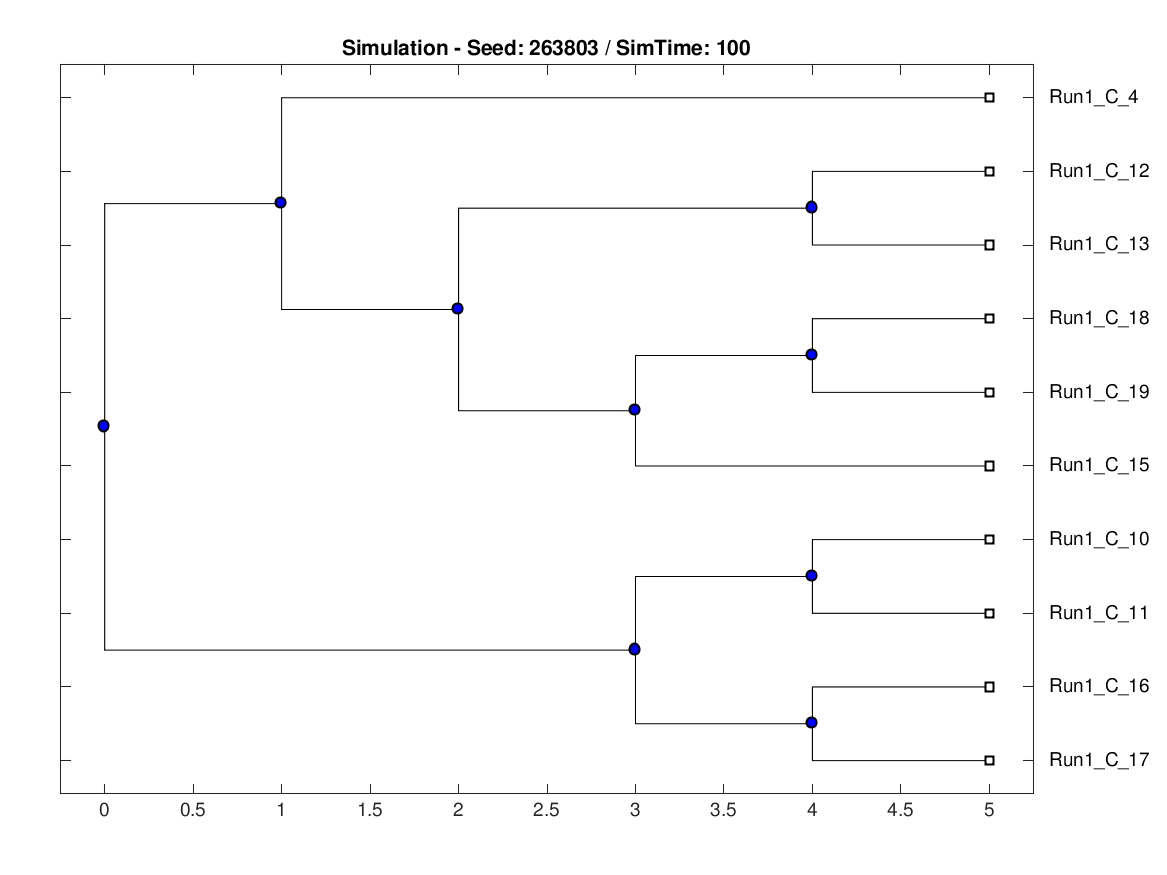 Simulation - Seed: 263803 / SimTime: 100
Run1_C_4
Run1_C_12
Run1_C_13
Run1_C_18
Run1_C_19
Run1_C_15
Run1_C_10
Run1_C_11
Run1_C_16
Run1_C_17
0 0.5 1 1.5 2 2.5 3 3.5 4 4.5 5